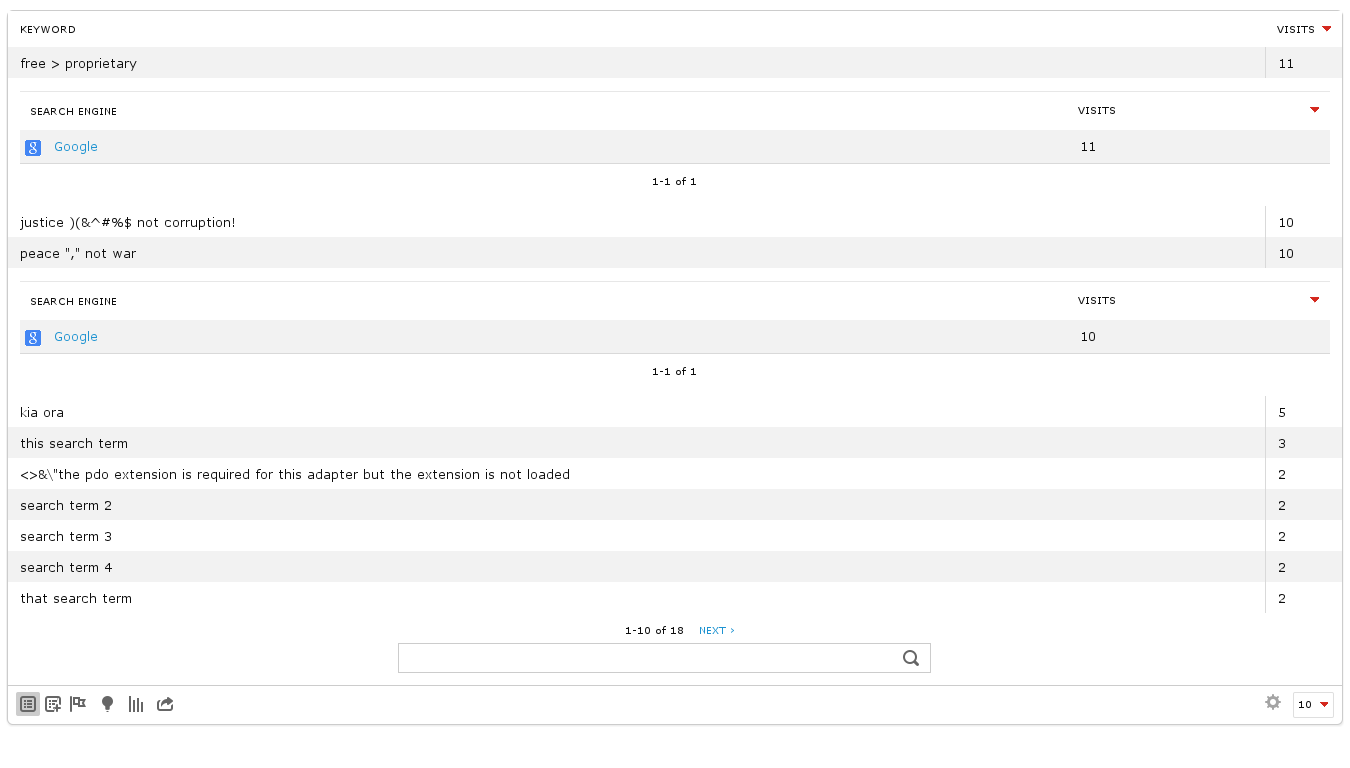 KEYWORD VISITS
free > proprietary 11
SEARCH ENGINE VISITS
Google 11
1-1 of 1
justice )(&^#%$ not corruption! 10
peace "," not war 10
SEARCH ENGINE VISITS
Google 10
1-1 of 1
kia ora 5
this search term 3
<>&\"the pdo extension is required for this adapter but the extension is not loaded 2
search term 2 2
search term 3 2
search term 4 2
that search term 2
1-10 of 18 NEXT ›
10